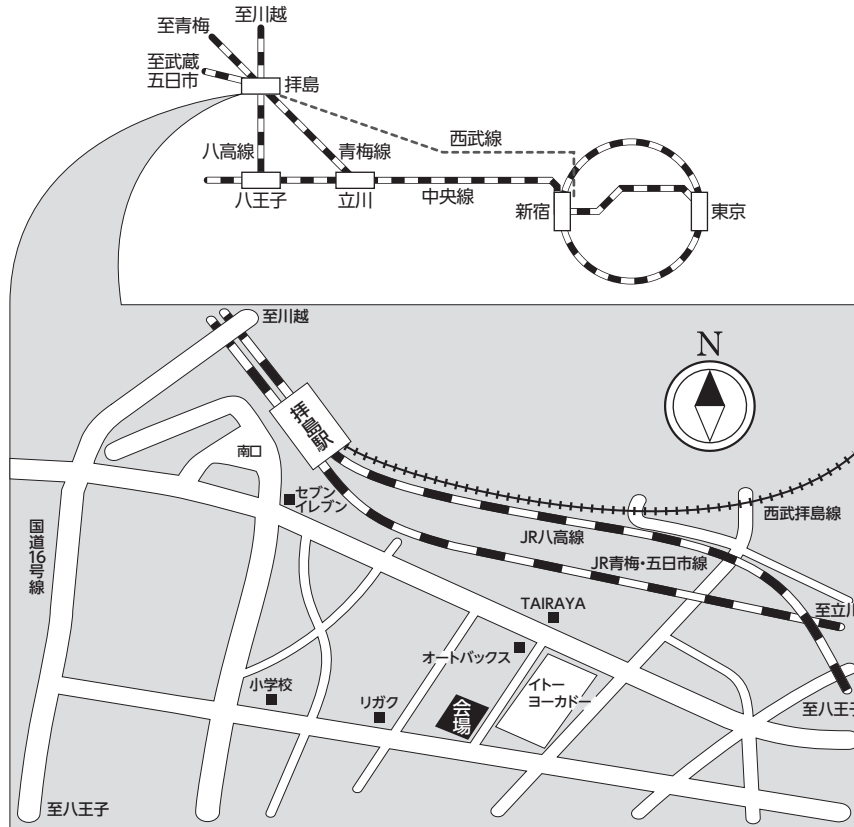 至川越
至青梅
至武蔵
五日市
拝島
西武線
八高線
青梅線
八王子
立川
中央線
新宿
東京
至川越
N
拝島駅
南口
セブン
イレブン
西武拝島線
国道16号線
JR八高線
JR青梅・五日市線
TAIRAYA
至立川
オートバックス
小学校
リガク
会場
イトー
ヨーカドー
至八王子
至八王子